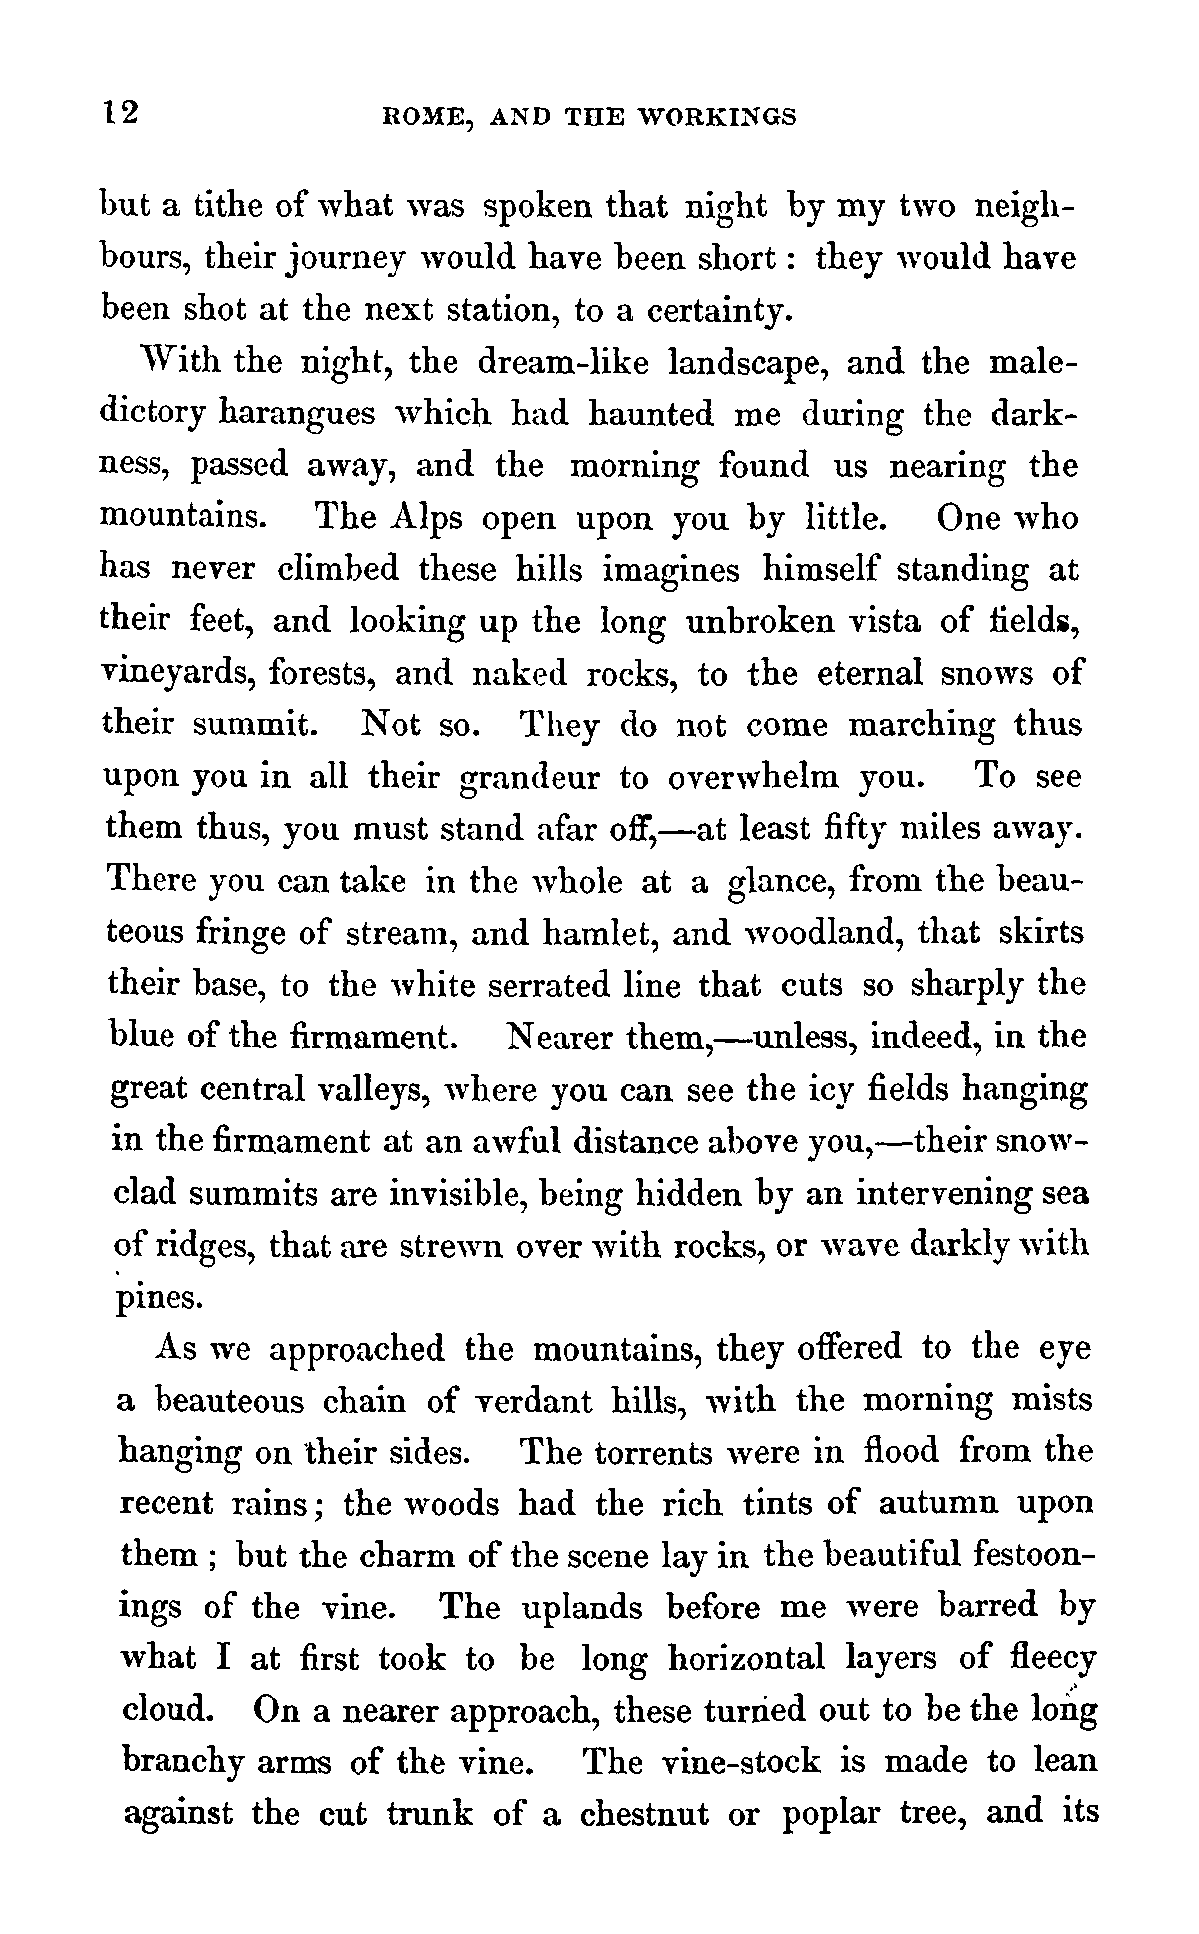 12 ROME, AND THE WORKINGS
but a tithe of what was spoken that night by my two neigh-
bours, their journey would have been short : they would have
been shot at the next station, to a certainty.
With the night, the dream-like landscape, and the male-
dictory harangues which had haunted me during the dark-
ness, passed away, and the morning found us nearing the
mountains. The Alps open upon you by little. One who
has never climbed these hills imagines himself standing at
their feet, and looking up the long unbroken vista of fields,
vineyards, forests, and naked rocks, to the eternal snows of
their summit. Not so. They do not come marching thus
upon you in all their grandeur to overwhelm you. To see
them thus, you must stand afar off,—at least fifty miles away.
There you can take in the whole at a glance, from the beau-
teous fringe of stream, and hamlet, and woodland, that skirts
their base, to the white serrated line that cuts so sharply the
blue of the firmament. Nearer them,—unless, indeed, in the
great central valleys, where you can see the icy fields hanging
in the firmament at an awful distance above you,—their snow-
clad summits are invisible, being hidden by an intervening sea
of ridges, that are strewn over with rocks, or wave darkly with
pines.
As we approached the mountains, they offered to the eye
a beauteous chain of verdant hills, with the morning mists
hanging on their sides. The torrents were in flood from the
recent rains; the woods had the rich tints of autumn upon
them ; but the charm of the scene lay in the beautiful festoon-
ings of the vine. The uplands before me were barred by
what I at first took to be long horizontal layers of fleecy
cloud. On a nearer approach, these turned out to be the long
branchy arms of the vine. The vine-stock is made to lean
against the cut trunk of a chestnut or poplar tree, and its